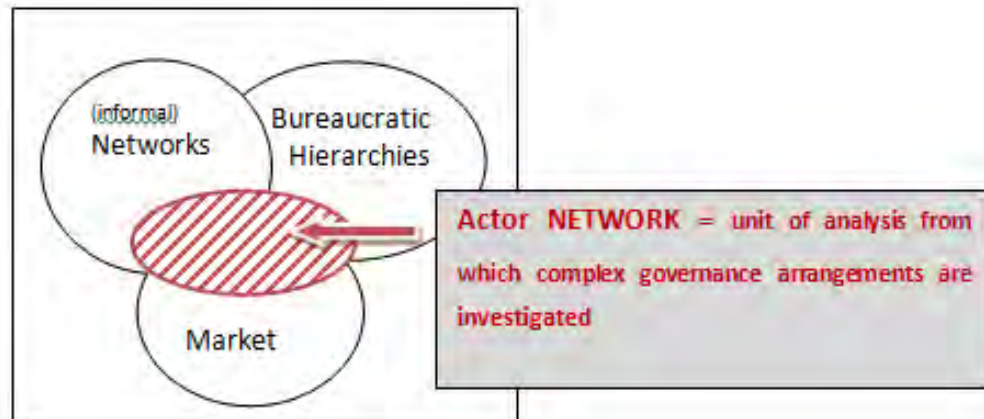 (informal)
Networks
Bureaucratic
Hierarchies
Market
Actor NETWORK = unit of analysis from
which complex governance arrangements are
investigated